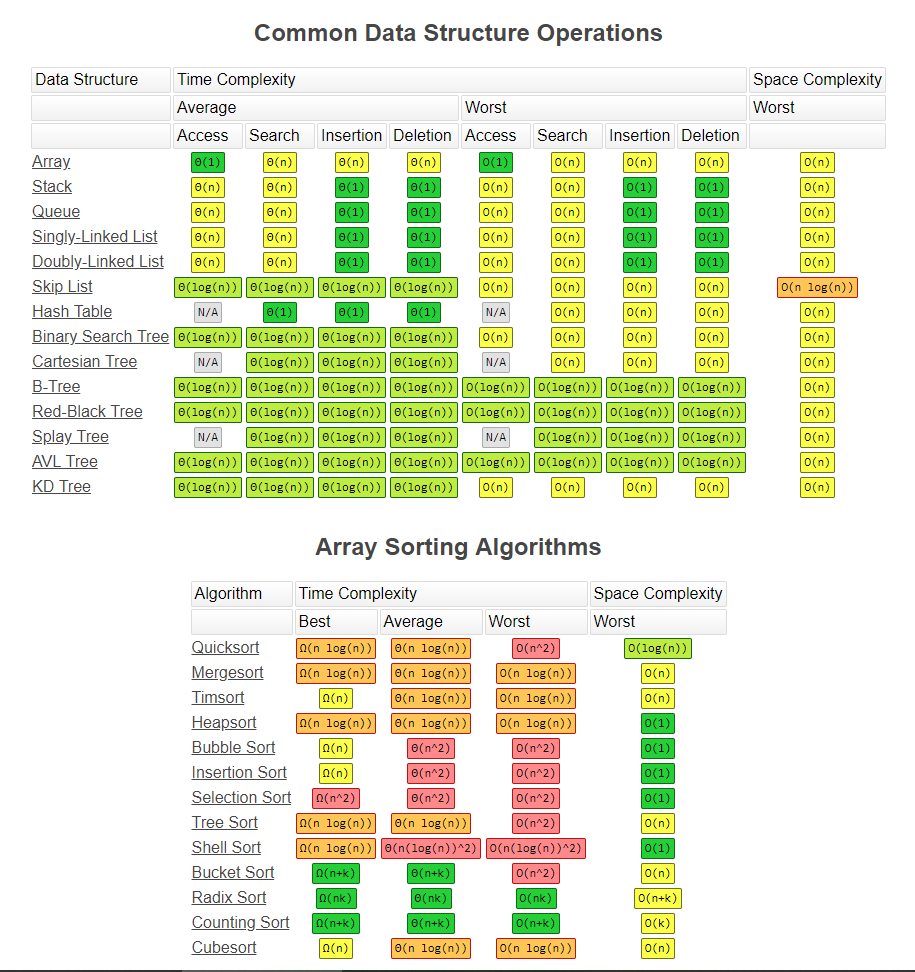 Common Data Structure Operations
Data Structure Time Complexity Space Complexity
Average Worst Worst
Access Search Insertion Deletion Access Search Insertion Deletion
Array Θ(1) Θ(n) Θ(n) Θ(n) O(1) O(n) O(n) O(n) O(n)
Stack Θ(n) Θ(n) Θ(1) Θ(1) O(n) O(n) O(1) O(1) O(n)
Queue Θ(n) Θ(n) Θ(1) Θ(1) O(n) O(n) O(1) O(1) O(n)
Singly-Linked List Θ(n) Θ(n) Θ(1) Θ(1) O(n) O(n) O(1) O(1) O(n)
Doubly-Linked List Θ(n) Θ(n) Θ(1) Θ(1) O(n) O(n) O(1) O(1) O(n)
Skip List Θ(log(n)) Θ(log(n)) Θ(log(n)) Θ(log(n)) O(n) O(n) O(n) O(n) O(n log(n))
Hash Table N/A Θ(1) Θ(1) Θ(1) N/A O(n) O(n) O(n) O(n)
Binary Search Tree Θ(log(n)) Θ(log(n)) Θ(log(n)) Θ(log(n)) O(n) O(n) O(n) O(n) O(n)
Cartesian Tree N/A Θ(log(n)) Θ(log(n)) Θ(log(n)) N/A O(n) O(n) O(n) O(n)
B-Tree Θ(log(n)) Θ(log(n)) Θ(log(n)) Θ(log(n)) O(log(n)) O(log(n)) O(log(n)) O(log(n)) O(n)
Red-Black Tree Θ(log(n)) Θ(log(n)) Θ(log(n)) Θ(log(n)) O(log(n)) O(log(n)) O(log(n)) O(log(n)) O(n)
Splay Tree N/A Θ(log(n)) Θ(log(n)) Θ(log(n)) N/A O(log(n)) O(log(n)) O(log(n)) O(n)
AVL Tree Θ(log(n)) Θ(log(n)) Θ(log(n)) Θ(log(n)) O(log(n)) O(log(n)) O(log(n)) O(log(n)) O(n)
KD Tree Θ(log(n)) Θ(log(n)) Θ(log(n)) Θ(log(n)) O(n) O(n) O(n) O(n) O(n)
Array Sorting Algorithms
Algorithm Time Complexity Space Complexity
Best Average Worst Worst
Quicksort Ω(n log(n)) Θ(n log(n)) O(n^2) O(log(n))
Mergesort Ω(n log(n)) Θ(n log(n)) O(n log(n)) O(n)
Timsort Ω(n) Θ(n log(n)) O(n log(n)) O(n)
Heapsort Ω(n log(n)) Θ(n log(n)) O(n log(n)) O(1)
Bubble Sort Ω(n) Θ(n^2) O(n^2) O(1)
Insertion Sort Ω(n) Θ(n^2) O(n^2) O(1)
Selection Sort Ω(n^2) Θ(n^2) O(n^2) O(1)
Tree Sort Ω(n log(n)) Θ(n log(n)) O(n^2) O(n)
Shell Sort Ω(n log(n)) Θ(n(log(n))^2) O(n(log(n))^2) O(1)
Bucket Sort Ω(n+k) Θ(n+k) O(n^2) O(n)
Radix Sort Ω(nk) Θ(nk) O(nk) O(n+k)
Counting Sort Ω(n+k) Θ(n+k) O(n+k) O(k)
Cubesort Ω(n) Θ(n log(n)) O(n log(n)) O(n)